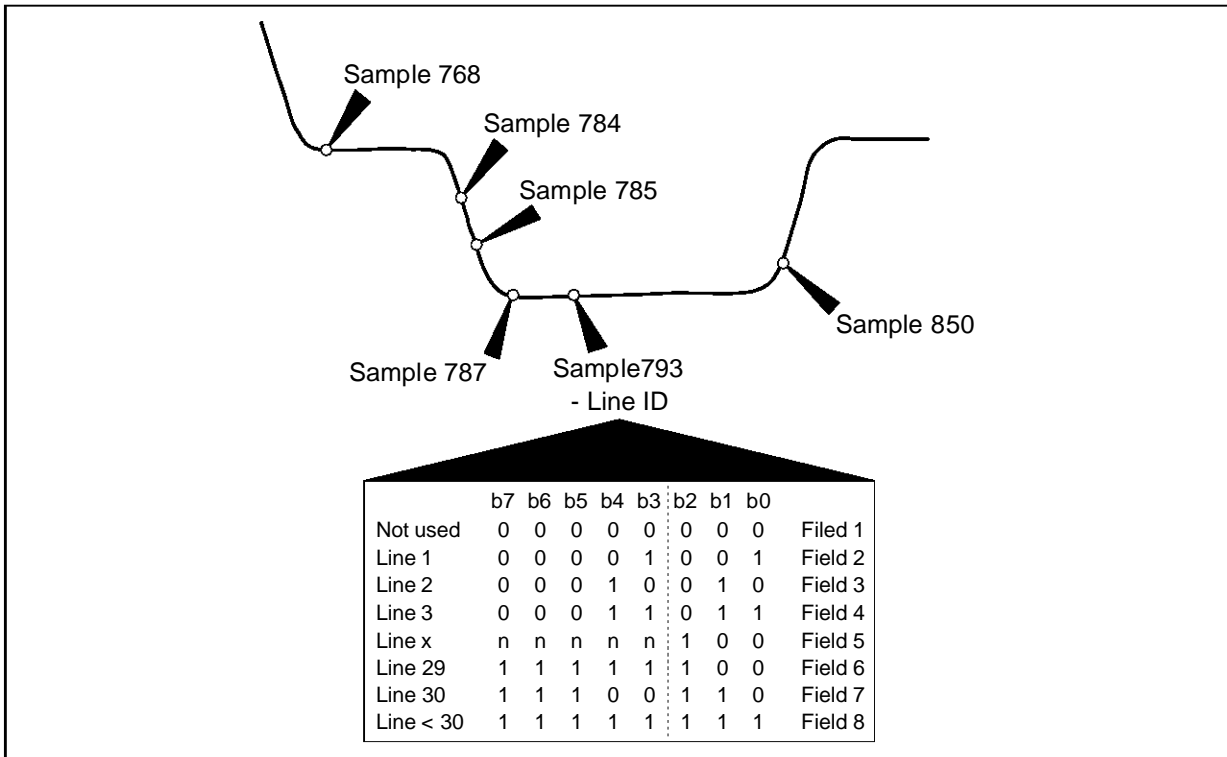 Sample 768
Sample 784
Sample 785
Sample 850
Sample 787
Sample793
- Line ID
b7 b6 b5 b4 b3 b2 b1 b0
Not used 0 0 0 0 0 0 0 0 Filed 1
Line 1 0 0 0 0 1 0 0 1 Field 2
Line 2 0 0 0 1 0 0 1 0 Field 3
Line 3 0 0 0 1 1 0 1 1 Field 4
Line x n n n n n 1 0 0 Field 5
Line 29 1 1 1 1 1 1 0 0 Field 6
Line 30 1 1 1 0 0 1 1 0 Field 7
Line < 30 1 1 1 1 1 1 1 1 Field 8